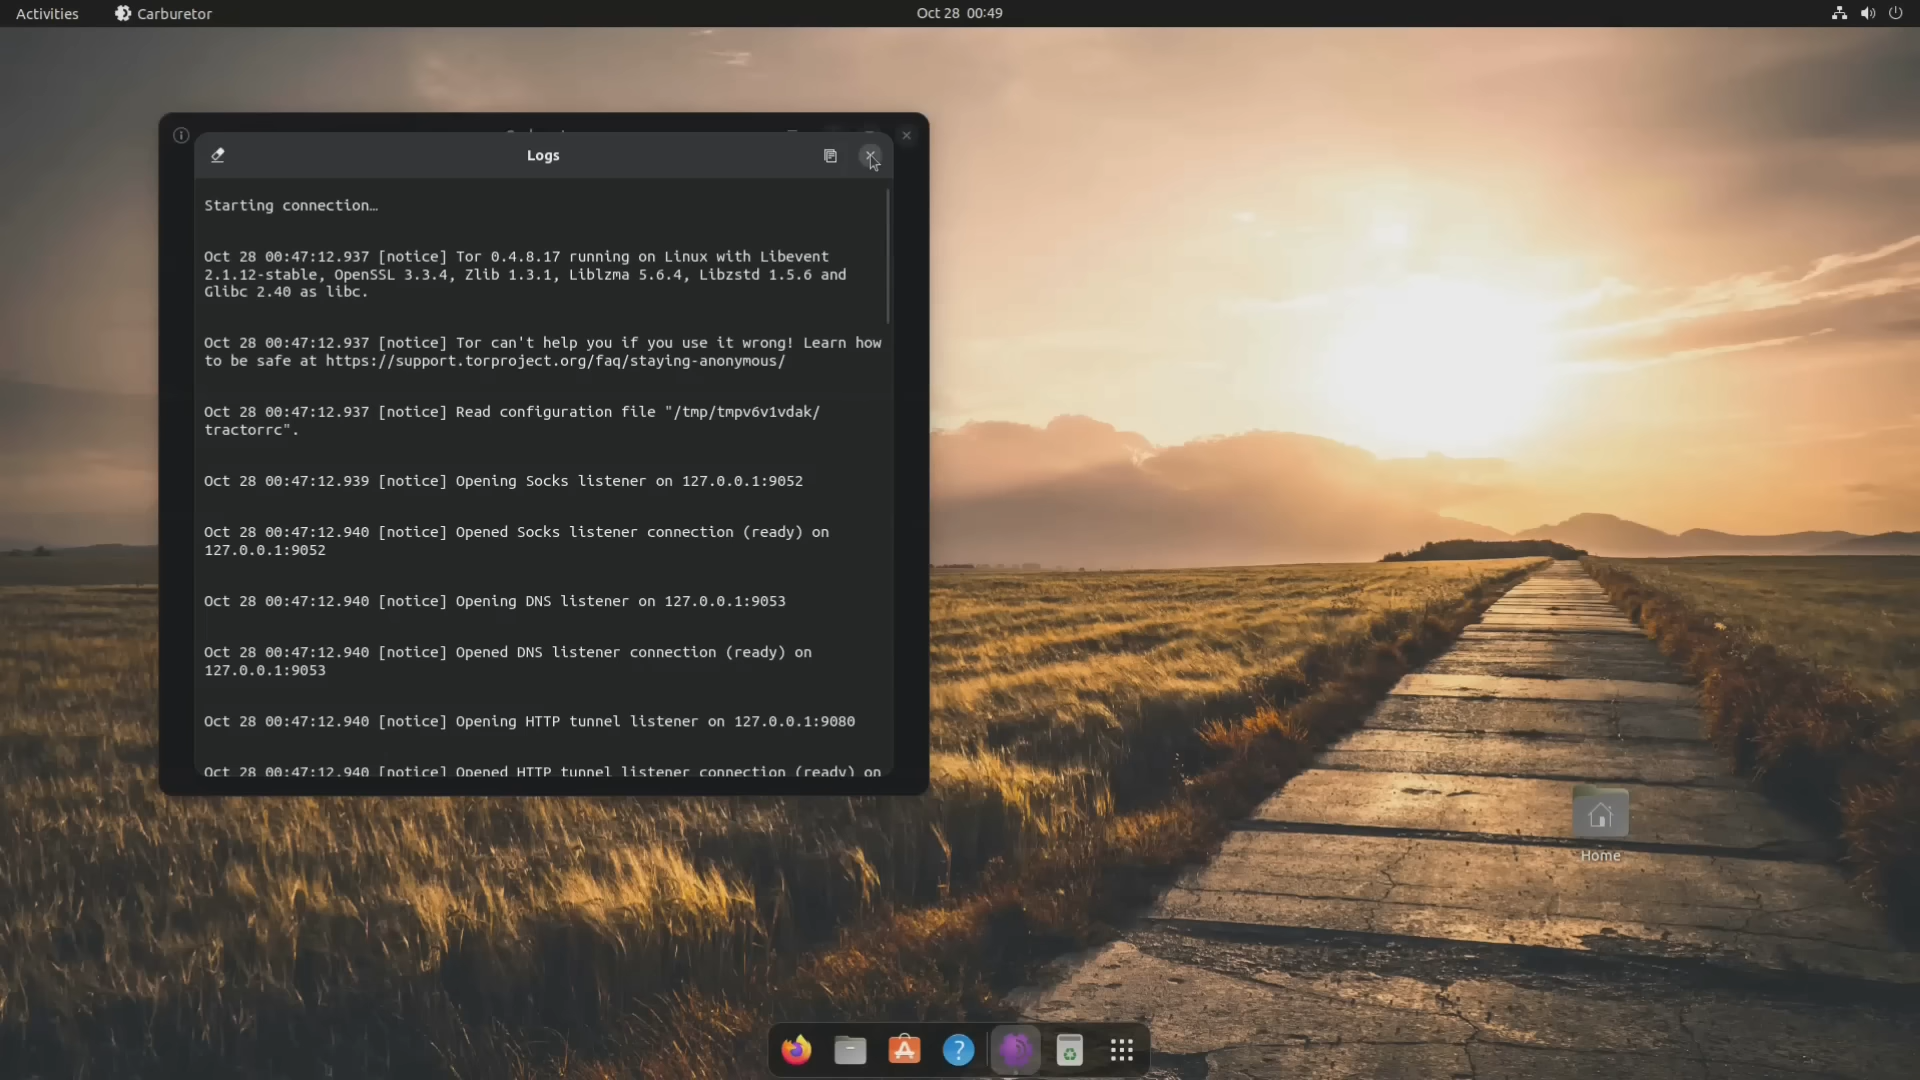 Activities
Carburetor
Oct 28 00:49
Logs
Starting connection…
Oct 28 00:47:12.937 [notice] Tor 0.4.8.17 running on Linux with Libevent
2.1.12-stable, OpenSSL 3.3.4, Zlib 1.3.1, Liblzma 5.6.4, Libzstd 1.5.6 and
Glibc 2.40 as libc.
Oct 28 00:47:12.937 [notice] Tor can't help you if you use it wrong! Learn how
to be safe at https://support.torproject.org/faq/staying-anonymous/
Oct 28 00:47:12.937 [notice] Read configuration file "/tmp/tmpv6v1vdak/
tractorrc".
Oct 28 00:47:12.939 [notice] Opening Socks listener on 127.0.0.1:9052
Oct 28 00:47:12.940 [notice] Opened Socks listener connection (ready) on
127.0.0.1:9052
Oct 28 00:47:12.940 [notice] Opening DNS listener on 127.0.0.1:9053
Oct 28 00:47:12.940 [notice] Opened DNS listener connection (ready) on
127.0.0.1:9053
Oct 28 00:47:12.940 [notice] Opening HTTP tunnel listener on 127.0.0.1:9080
Oct 28 00:47:12.940 [notice] Opened HTTP tunnel listener connection (ready) on
Home